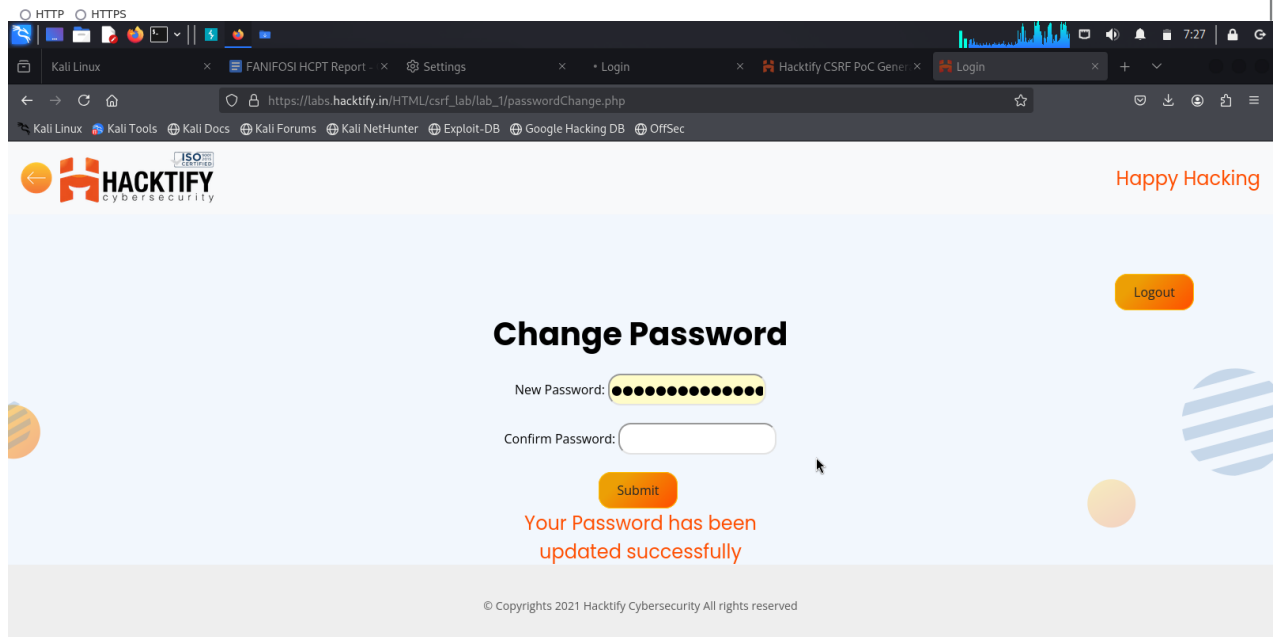 HTTP HTTPS
7:27
Kali Linux FANIFOSI HCPT Report - Settings • Login Hacktify CSRF PoC Gener Login
https://labs.hacktify.in/HTML/csrf_lab/lab_1/passwordChange.php
Kali Linux Kali Tools Kali Docs Kali Forums Kali NetHunter Exploit-DB Google Hacking DB OffSec
ISO
CERTIFIED
HACKTIFY
cybersecurity
Happy Hacking
Logout
Change Password
New Password:
Confirm Password:
Submit
Your Password has been
updated successfully
© Copyrights 2021 Hacktify Cybersecurity All rights reserved